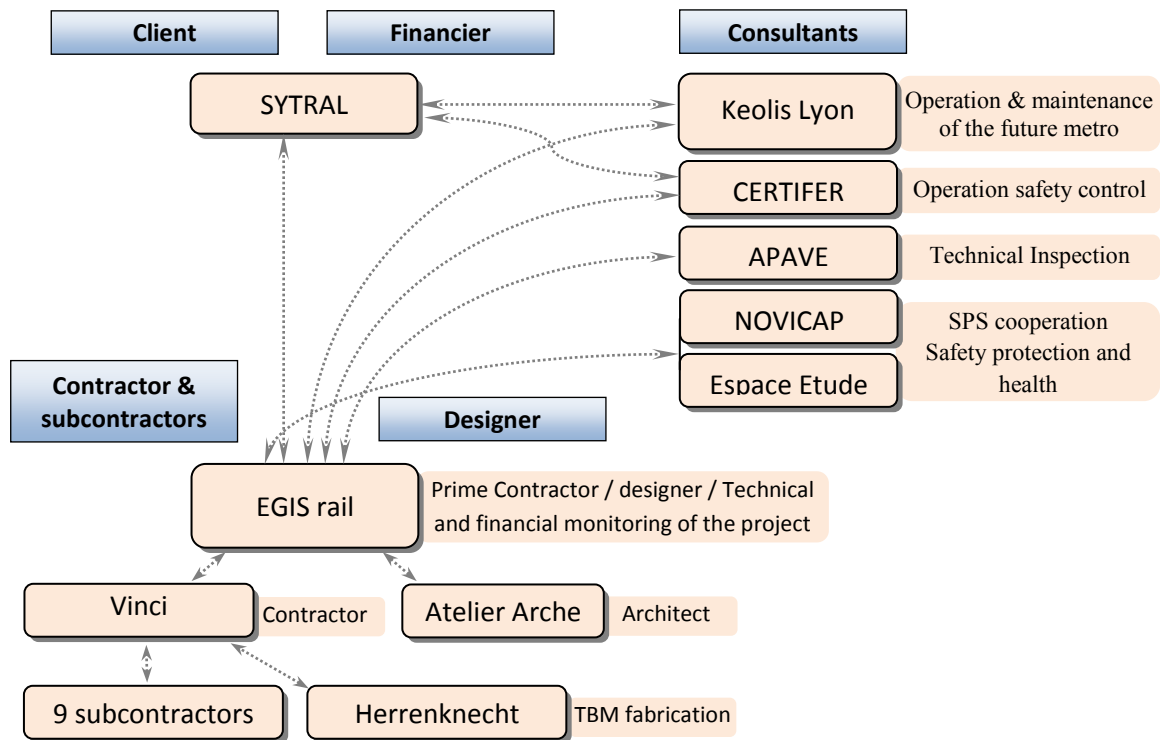 Client
Financier
Consultants
SYTRAL
Keolis Lyon
Operation & maintenance
of the future metro
CERTIFER
Operation safety control
APAVE
Technical Inspection
NOVICAP
Espace Etude
SPS cooperation
Safety protection and
health
Contractor &
subcontractors
Designer
EGIS rail
Prime Contractor / designer / Technical
and financial monitoring of the project
Vinci
Contractor
Atelier Arche
Architect
9 subcontractors
Herrenknecht
TBM fabrication